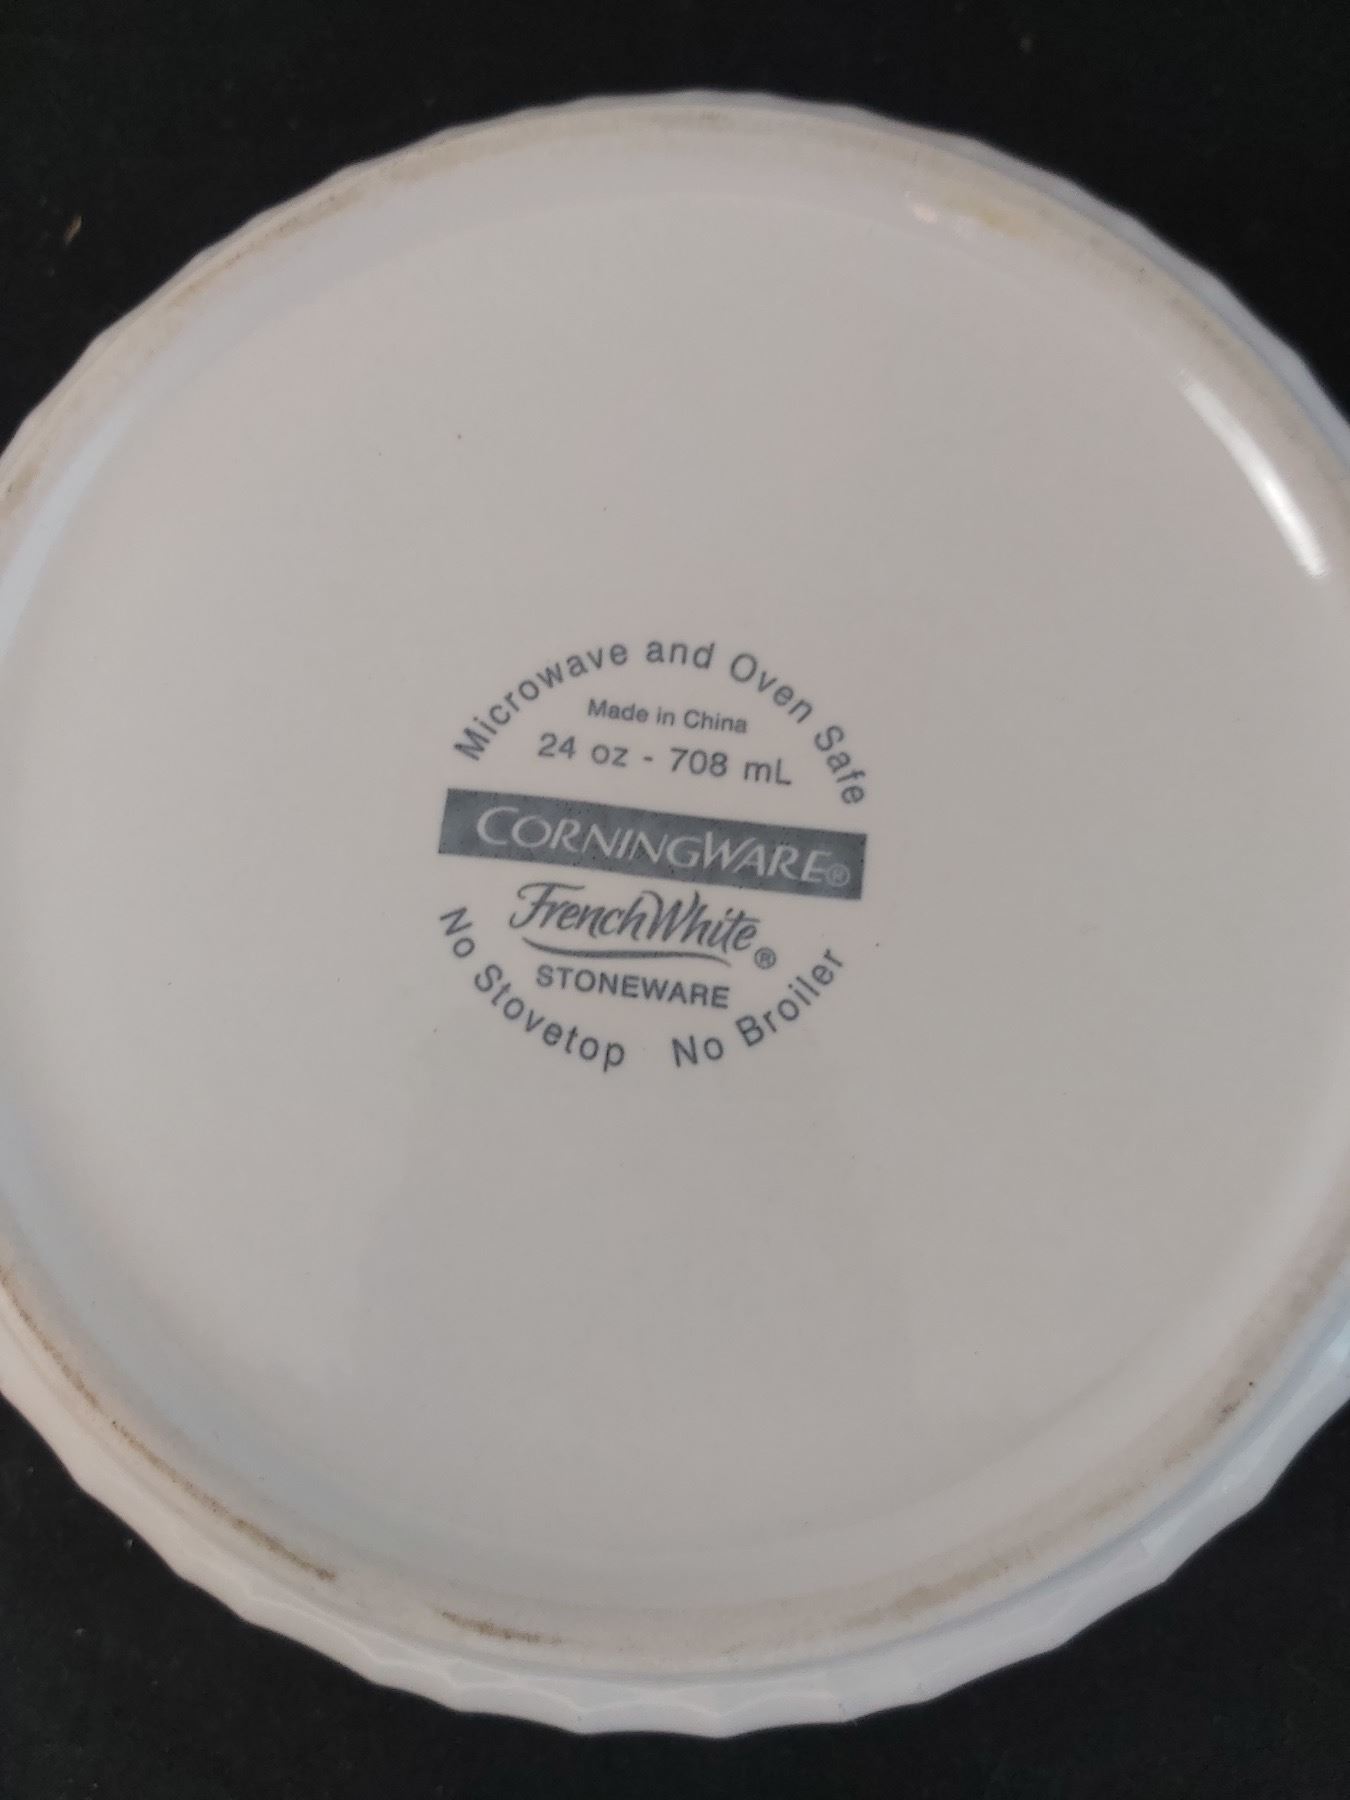 Microwave and Oven Safe
Made in China
24 oz - 708 mL
CORNINGWARE®
FrenchWhite®
STONEWARE
No Stovetop No Broiler